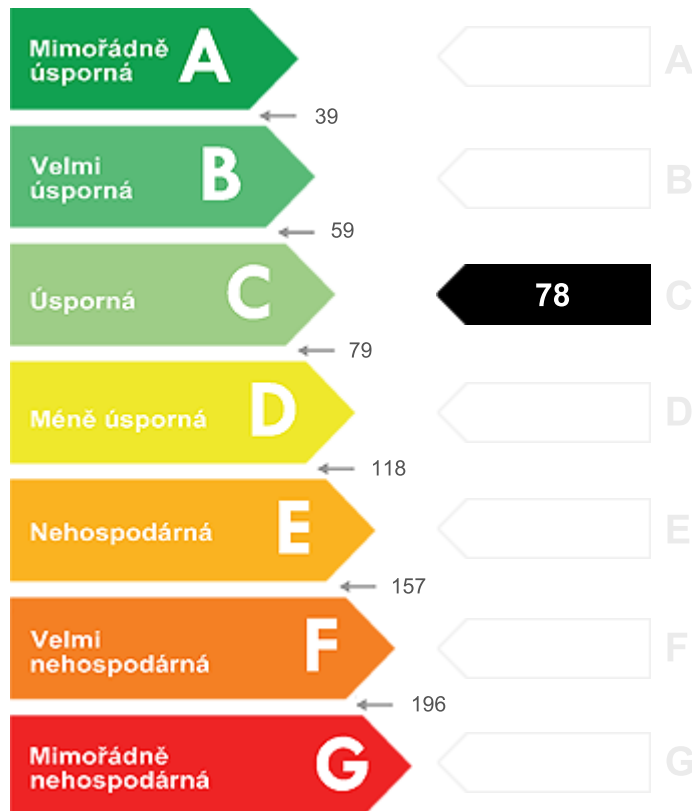 Mimořádně
úsporná
A
A
39
Velmi
úsporná
B
B
59
Úsporná
C
78
C
79
Méně úsporná
D
D
118
Nehospodárná
E
E
157
Velmi
nehospodárná
F
F
196
Mimořádně
nehospodárná
G
G